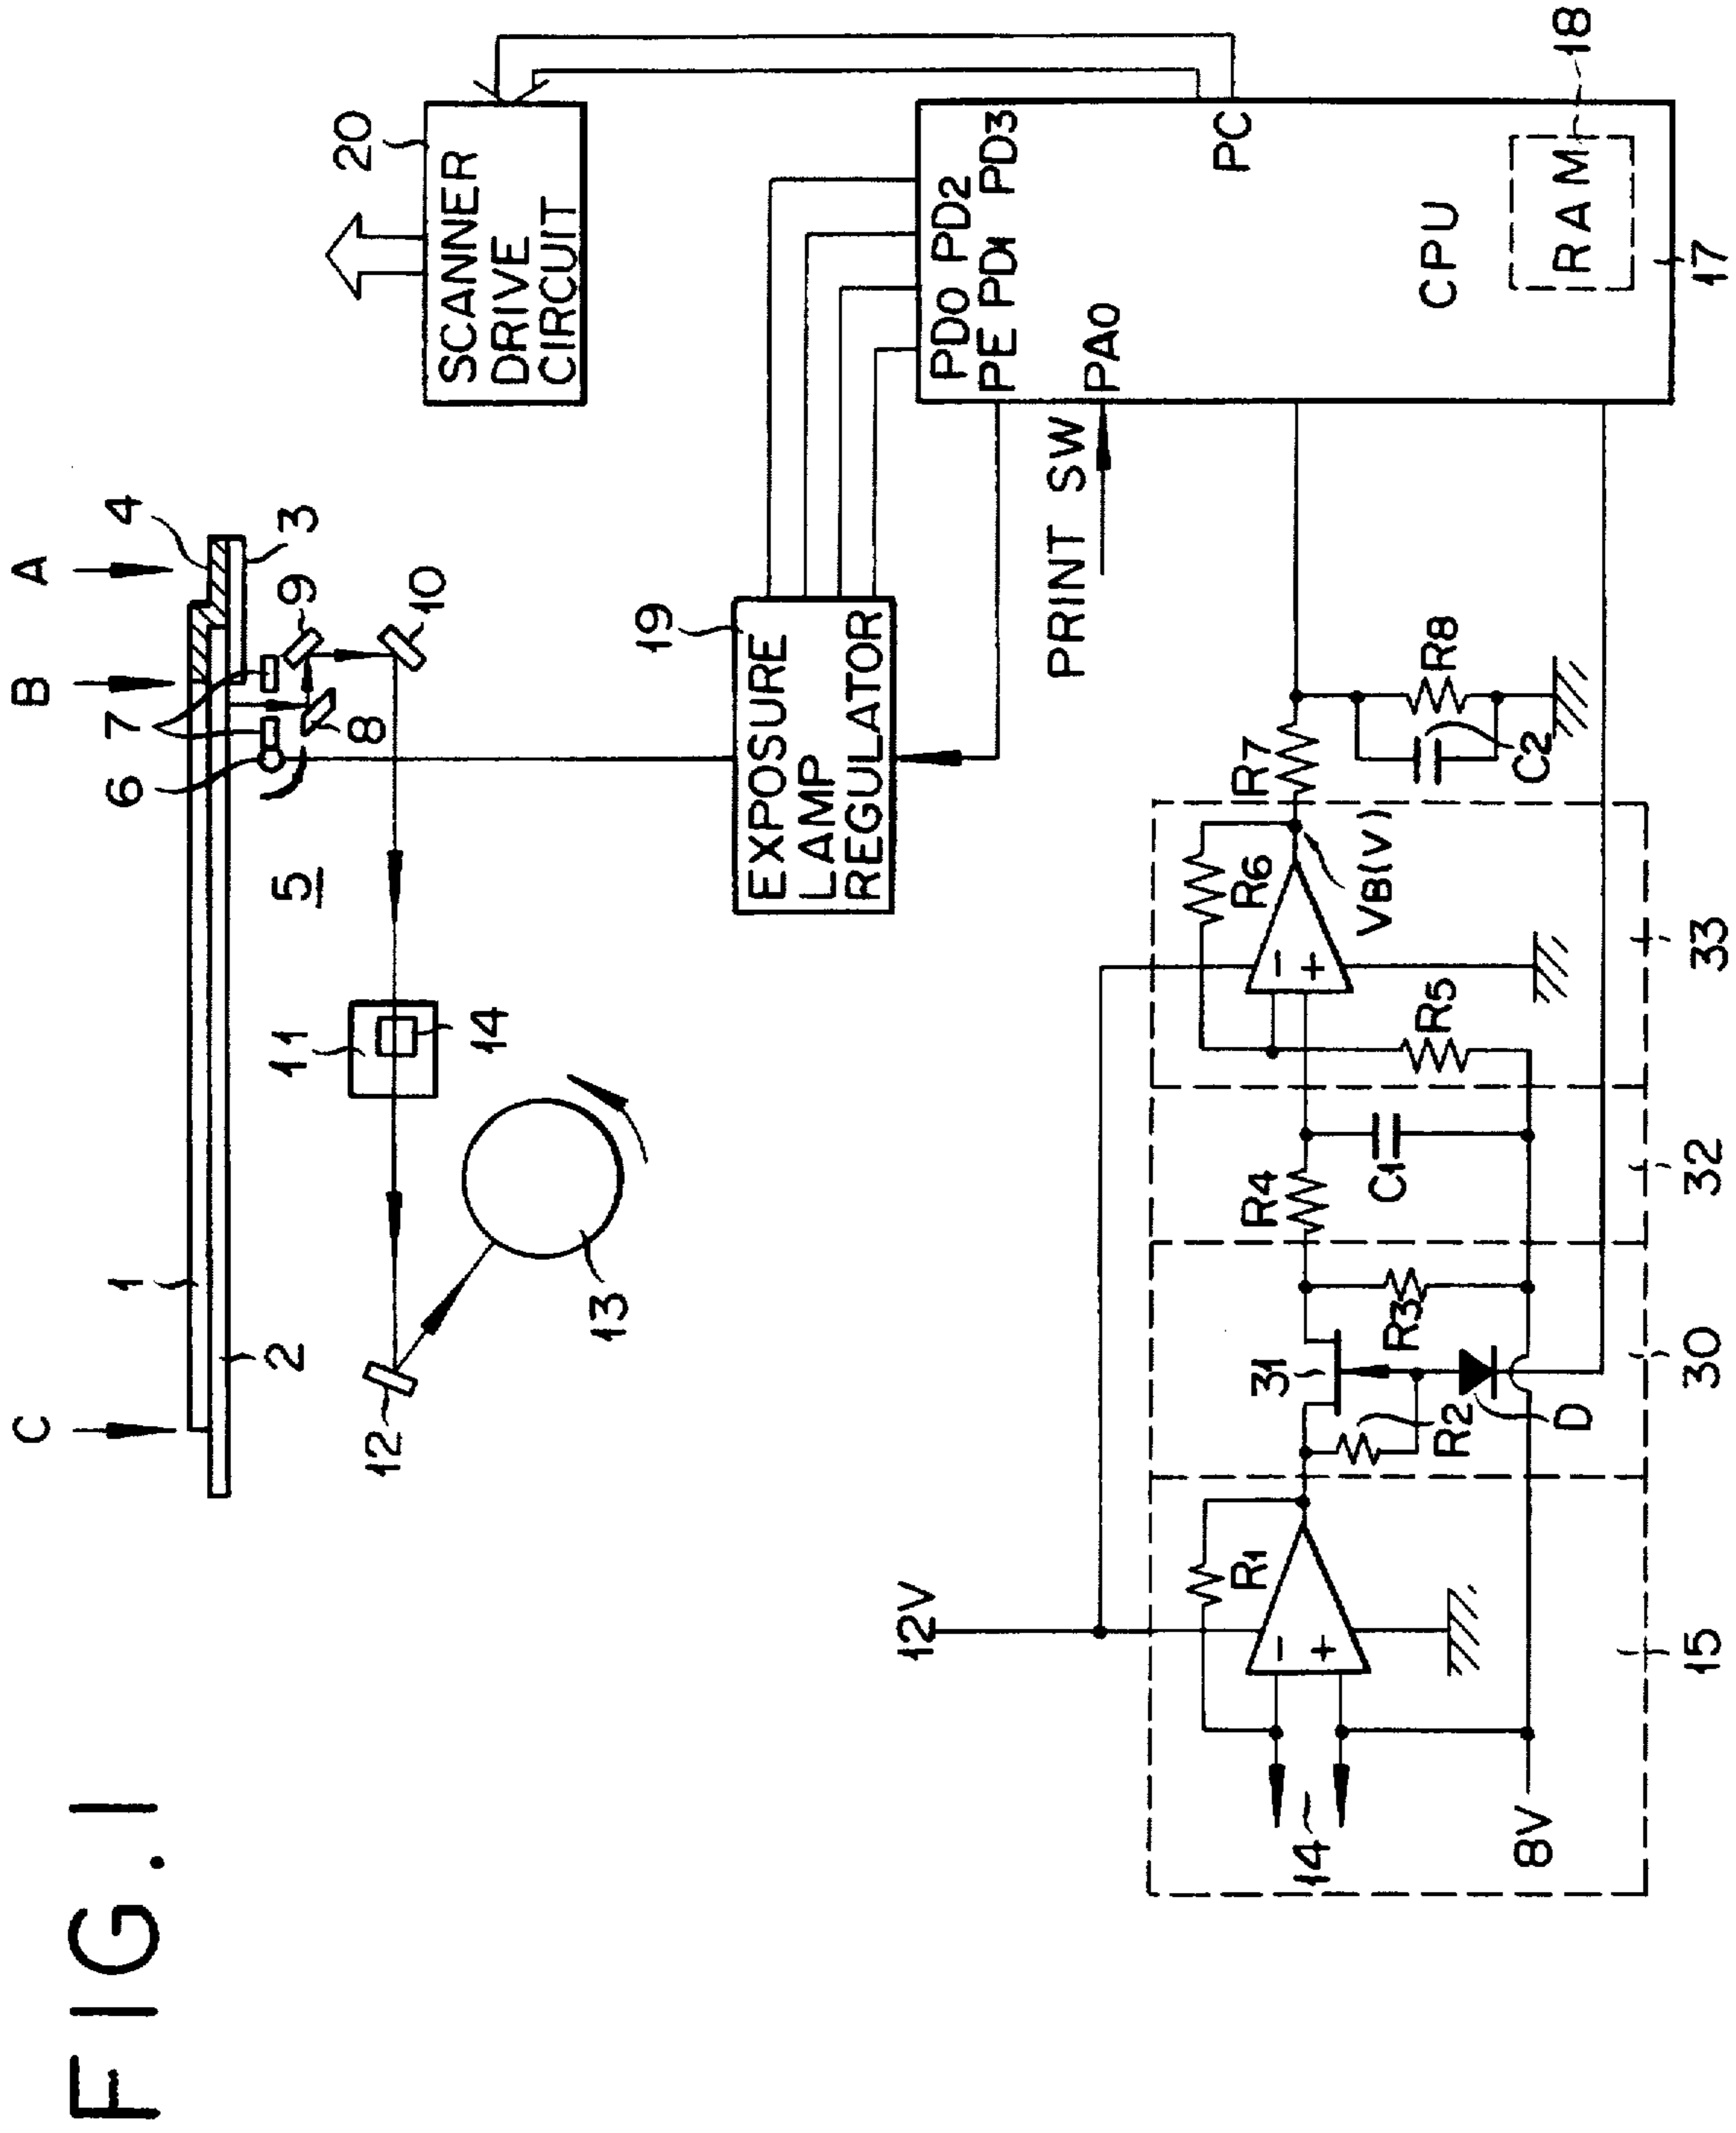 FIG. 1
C
B
A
1
2
4
3
5
6
7
8
9
10
11
14
12
13
20
SCANNER
DRIVE
CIRCUIT
19
EXPOSURE
LAMP
REGULATOR
PD0 PD2
PE PD1 PD3
PRINT SW
PA0
PC
CPU
RAM
18
17
12V
R1
14
8V
15
R2
31
R3
D
30
R4
C1
32
R6
R5
VB(V)
33
R7
R8
C2